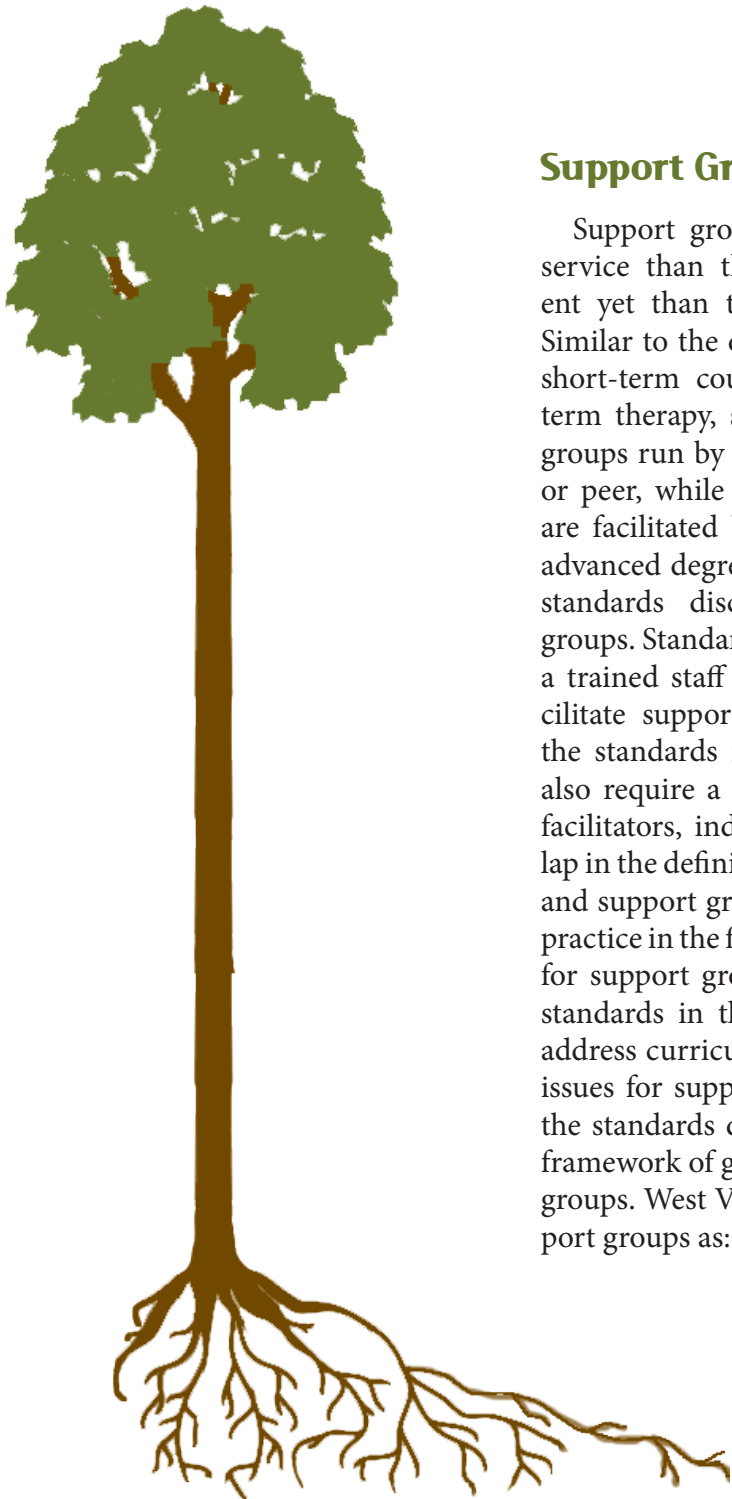 Support Gr
Support gro
service than th
ent yet than t
Similar to the
short-term cou
term therapy,
groups run by
or peer, while
are facilitated
advanced degre
standards disc
groups. Standar
a trained staff
cilitate suppor
the standards
also require a
facilitators, ind
lap in the defini
and support gr
practice in the f
for support gro
standards in th
address curricu
issues for supp
the standards
framework of g
groups. West V
port groups as: